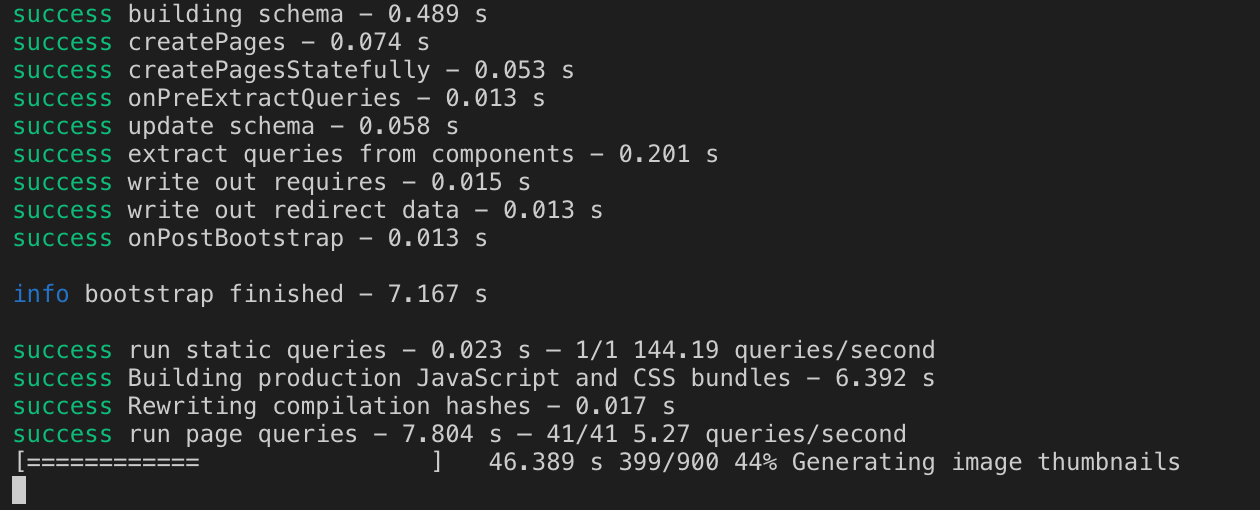 success building schema — 0.489 s
success createPages — 0.074 s
success createPagesStatefully — 0.053 s
success onPreExtractQueries — 0.013 s
success update schema — 0.058 s
success extract queries from components — 0.201 s
success write out requires — 0.015 s
success write out redirect data — 0.013 s
success onPostBootstrap — 0.013 s
info bootstrap finished — 7.167 s
success run static queries — 0.023 s — 1/1 144.19 queries/second
success Building production JavaScript and CSS bundles — 6.392 s
success Rewriting compilation hashes — 0.017 s
success run page queries — 7.804 s — 41/41 5.27 queries/second
[============                ]   46.389 s 399/900 44% Generating image thumbnails